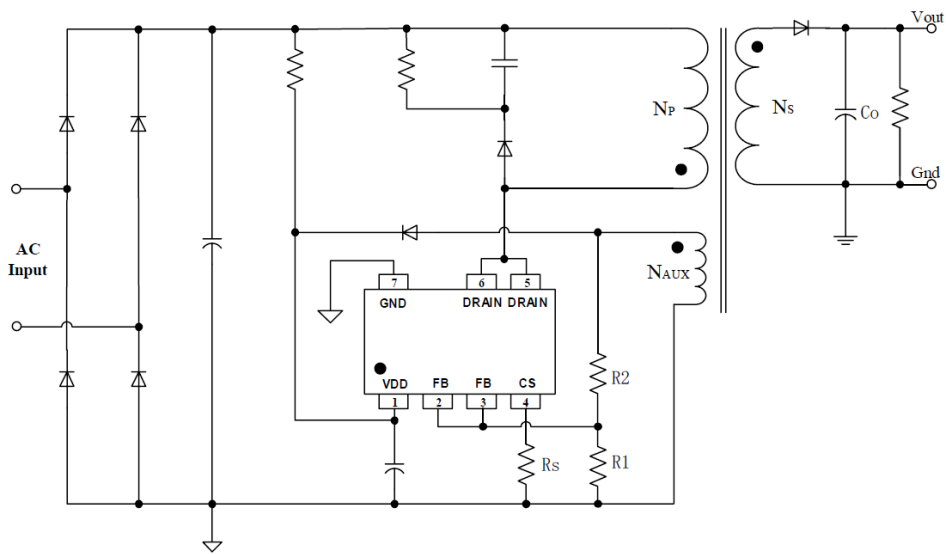 Vout
NP
NS
CO
Gnd
AC
Input
NAUX
7
6
5
GND
DRAIN
DRAIN
VDD
FB
FB
CS
1
2
3
4
R2
RS
R1